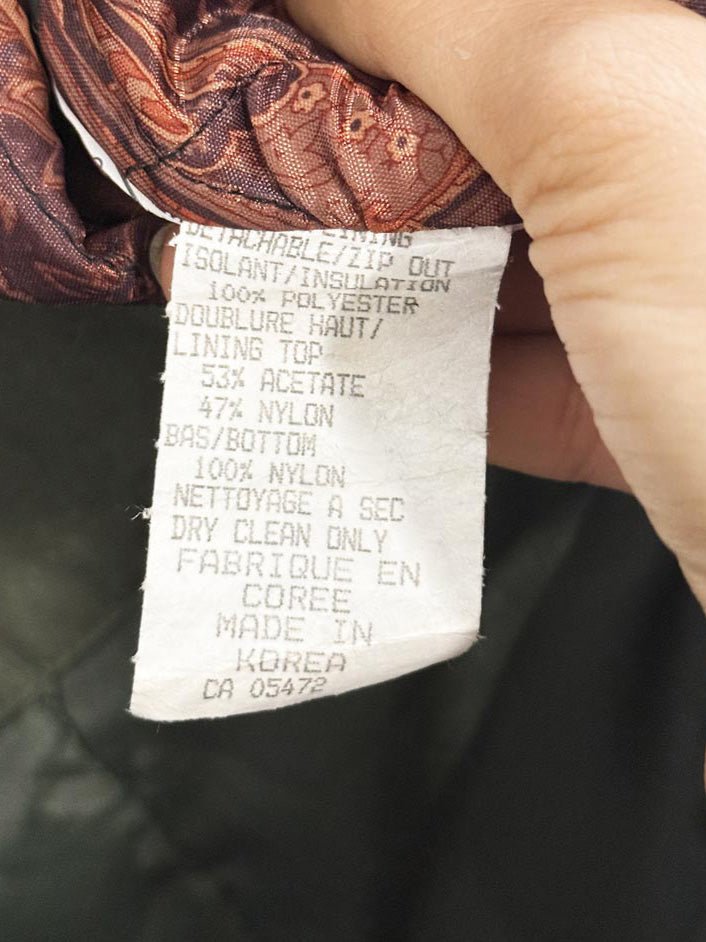 DETACHABLE/ZIP OUT
ISOLANT/INSULATION
100% POLYESTER
DOUBLURE HAUT/
LINING TOP
53% ACETATE
47% NYLON
BAS/BOTTOM
100% NYLON
NETTOYAGE A SEC
DRY CLEAN ONLY
FABRIQUE EN
COREE
MADE IN
KOREA
CA 05472